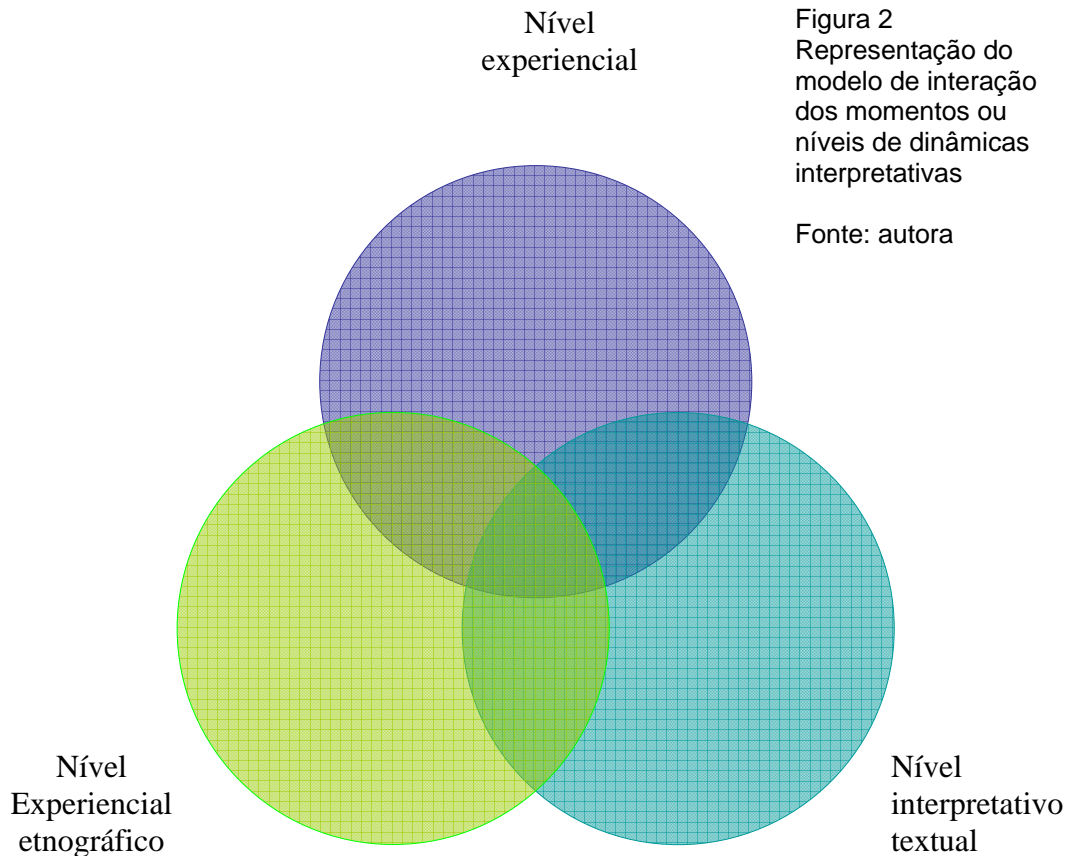 Nível
experiencial
Figura 2
Representação do
modelo de interação
dos momentos ou
níveis de dinâmicas
interpretativas
Fonte: autora
Nível
Experiencial
etnográfico
Nível
interpretativo
textual